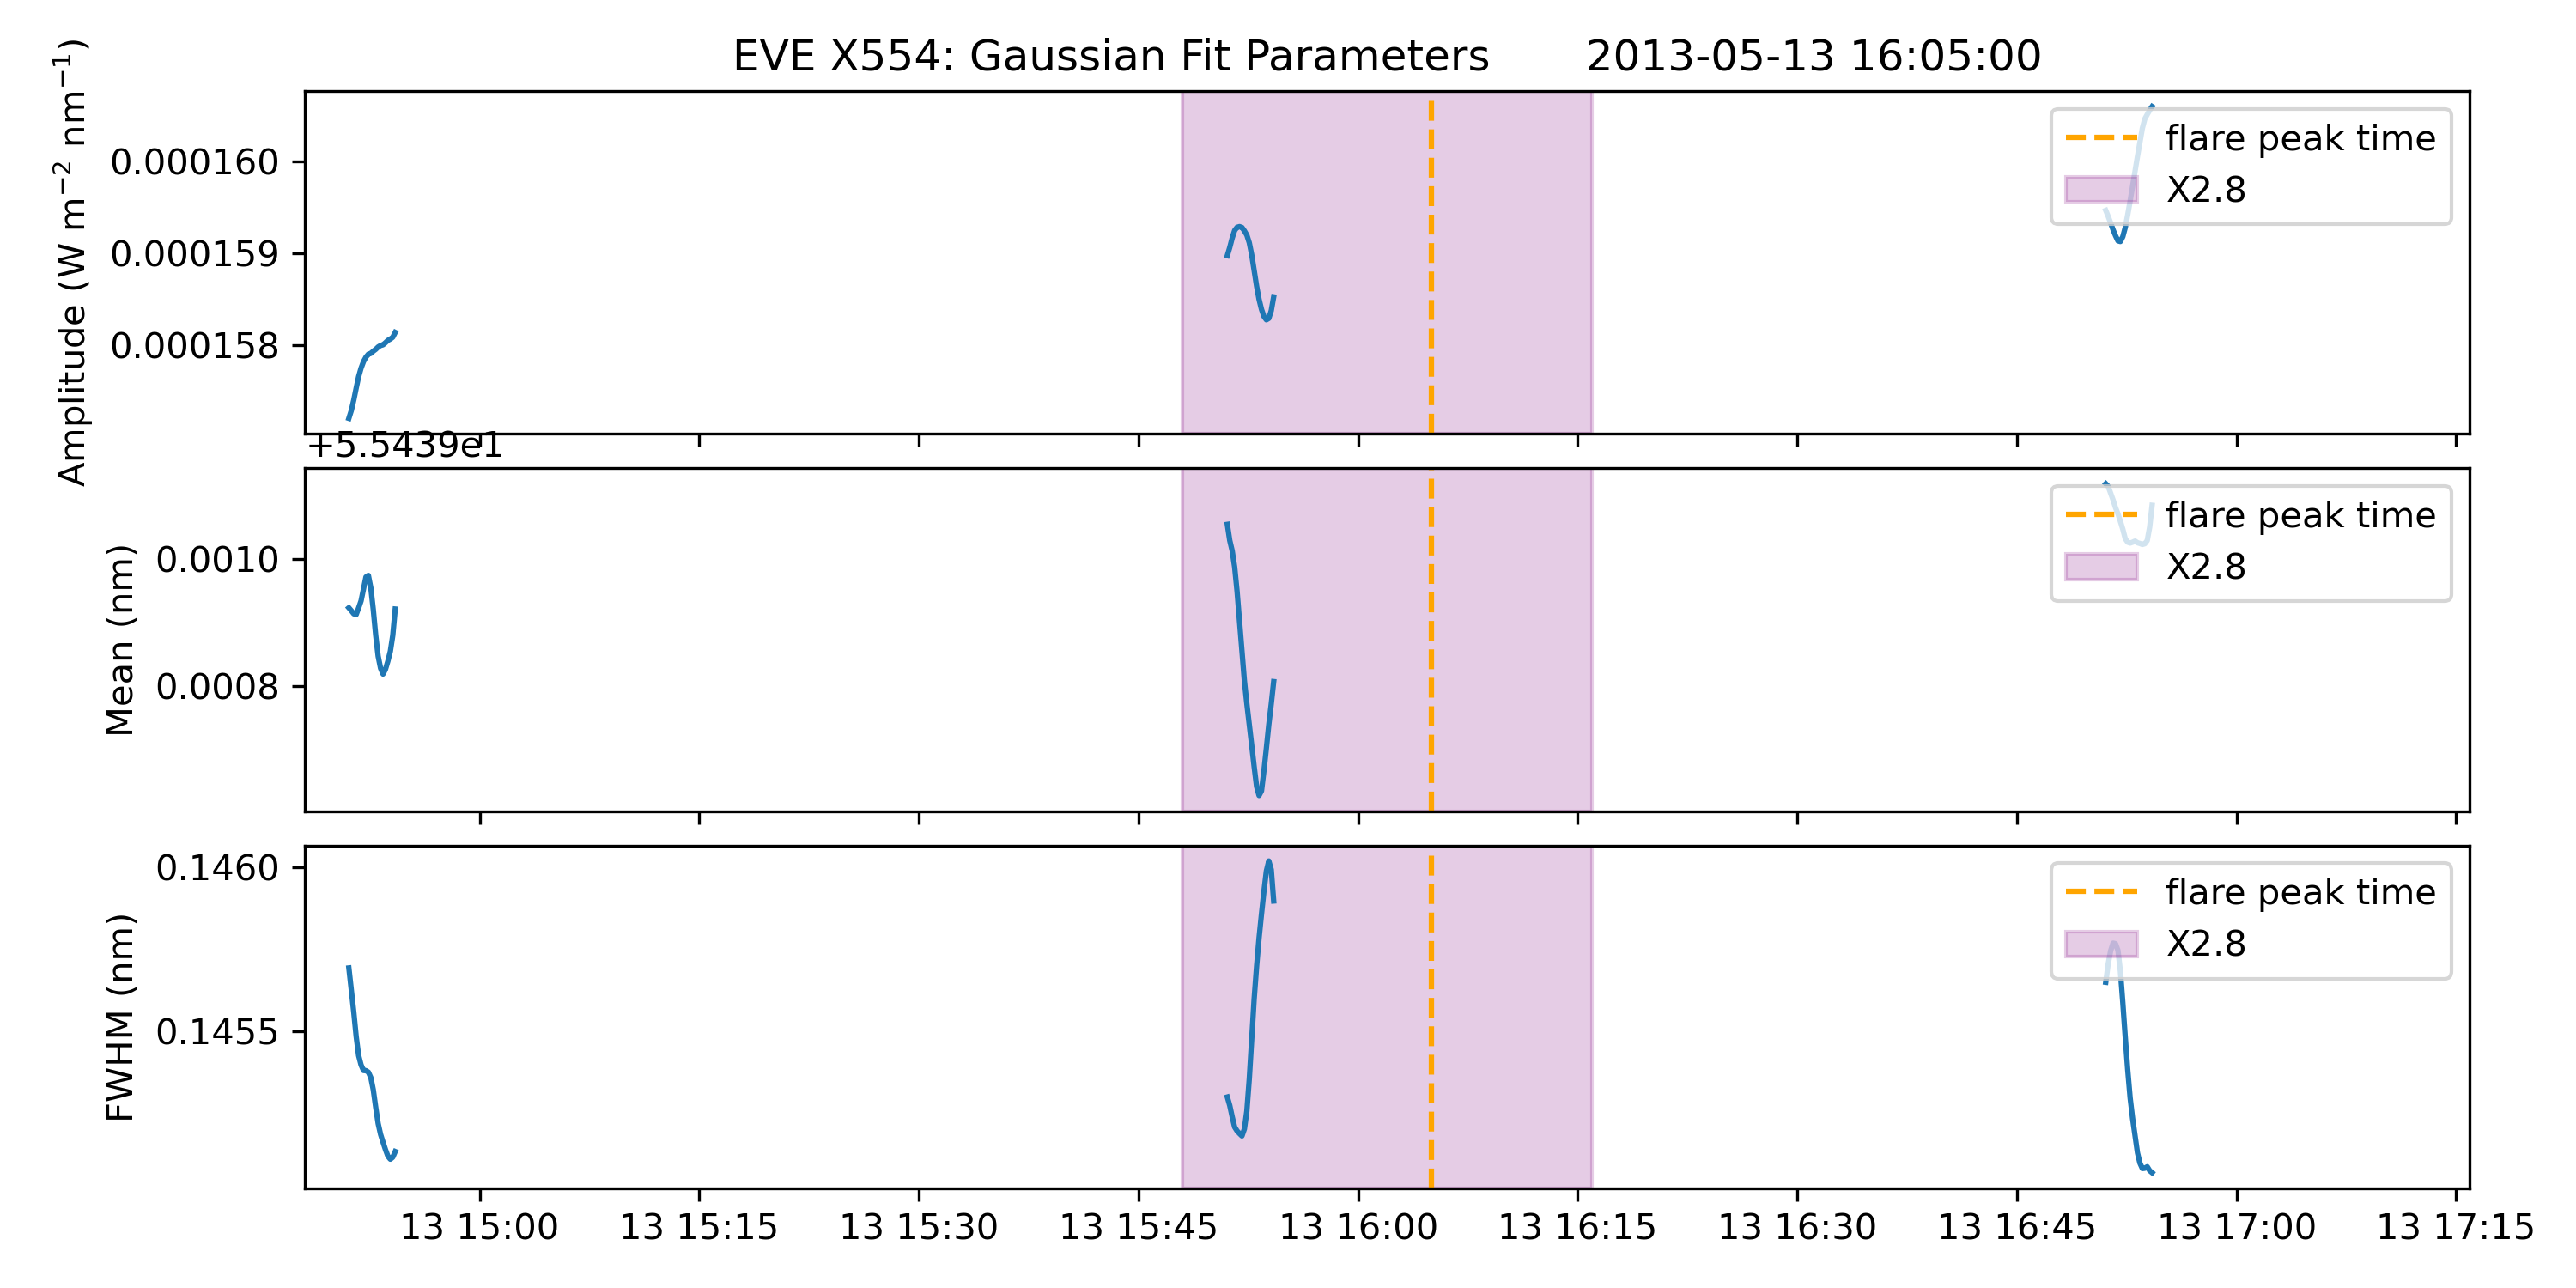 EVE X554: Gaussian Fit Parameters 2013-05-13 16:05:00
Amplitude (W m⁻² nm⁻¹)
0.000160
0.000159
0.000158
flare peak time
X2.8
+5.5439e1
Mean (nm)
0.0010
0.0008
flare peak time
X2.8
FWHM (nm)
0.1460
0.1455
flare peak time
X2.8
13 15:00 13 15:15 13 15:30 13 15:45 13 16:00 13 16:15 13 16:30 13 16:45 13 17:00 13 17:15